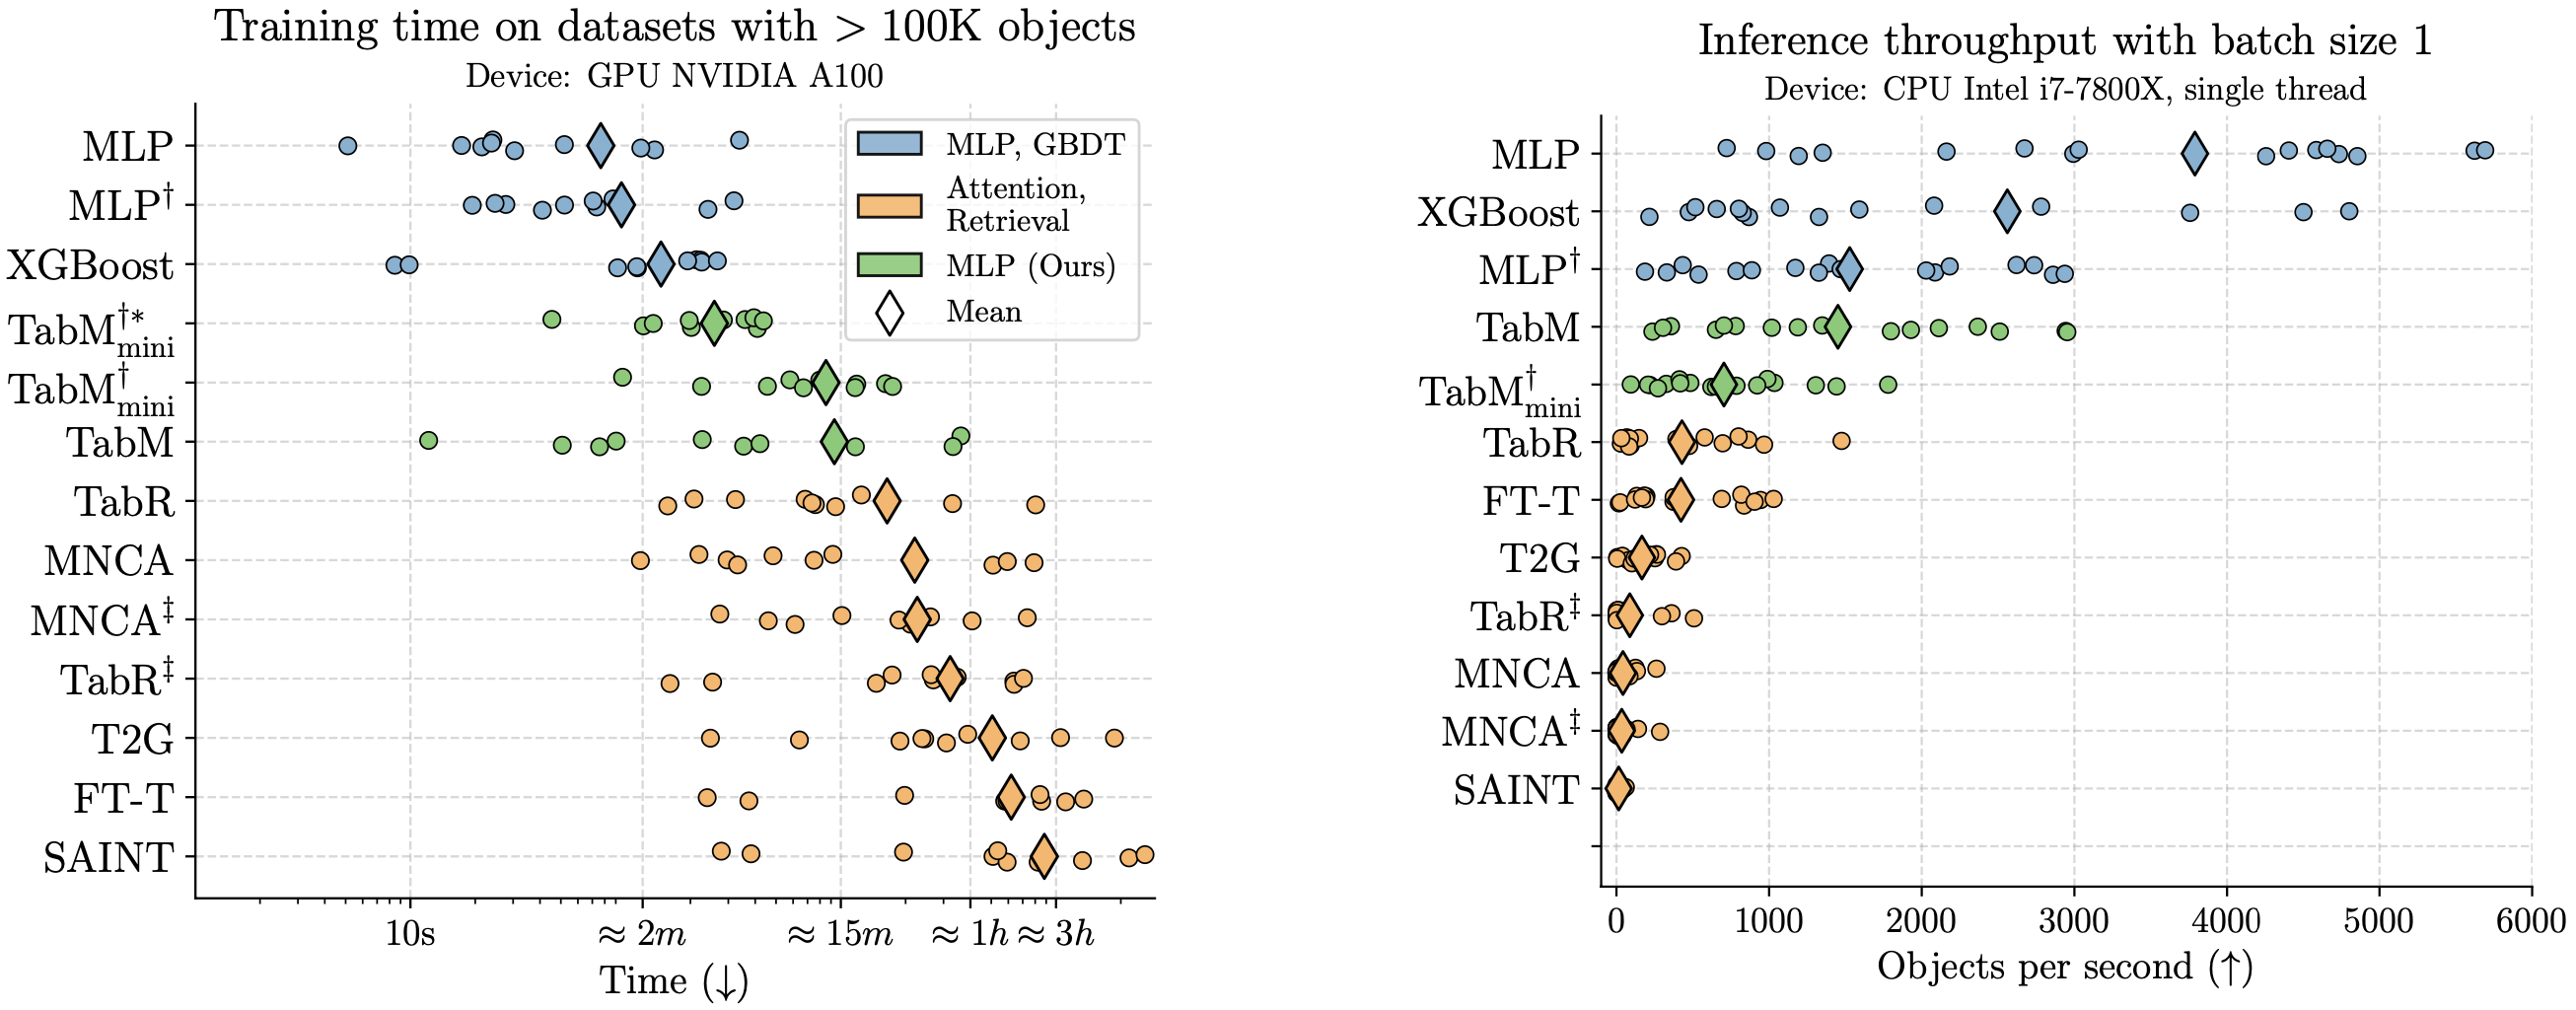 Training time on datasets with > 100K objects
Device: GPU NVIDIA A100
MLP
MLP†
XGBoost
TabM†*mini
TabM†mini
TabM
TabR
MNCA
MNCA‡
TabR‡
T2G
FT-T
SAINT
MLP, GBDT
Attention,
Retrieval
MLP (Ours)
Mean
10s ≈ 2m ≈ 15m ≈ 1h ≈ 3h
Time (↓)
Inference throughput with batch size 1
Device: CPU Intel i7-7800X, single thread
MLP
XGBoost
MLP†
TabM
TabM†mini
TabR
FT-T
T2G
TabR‡
MNCA
MNCA‡
SAINT
0 1000 2000 3000 4000 5000 6000
Objects per second (↑)